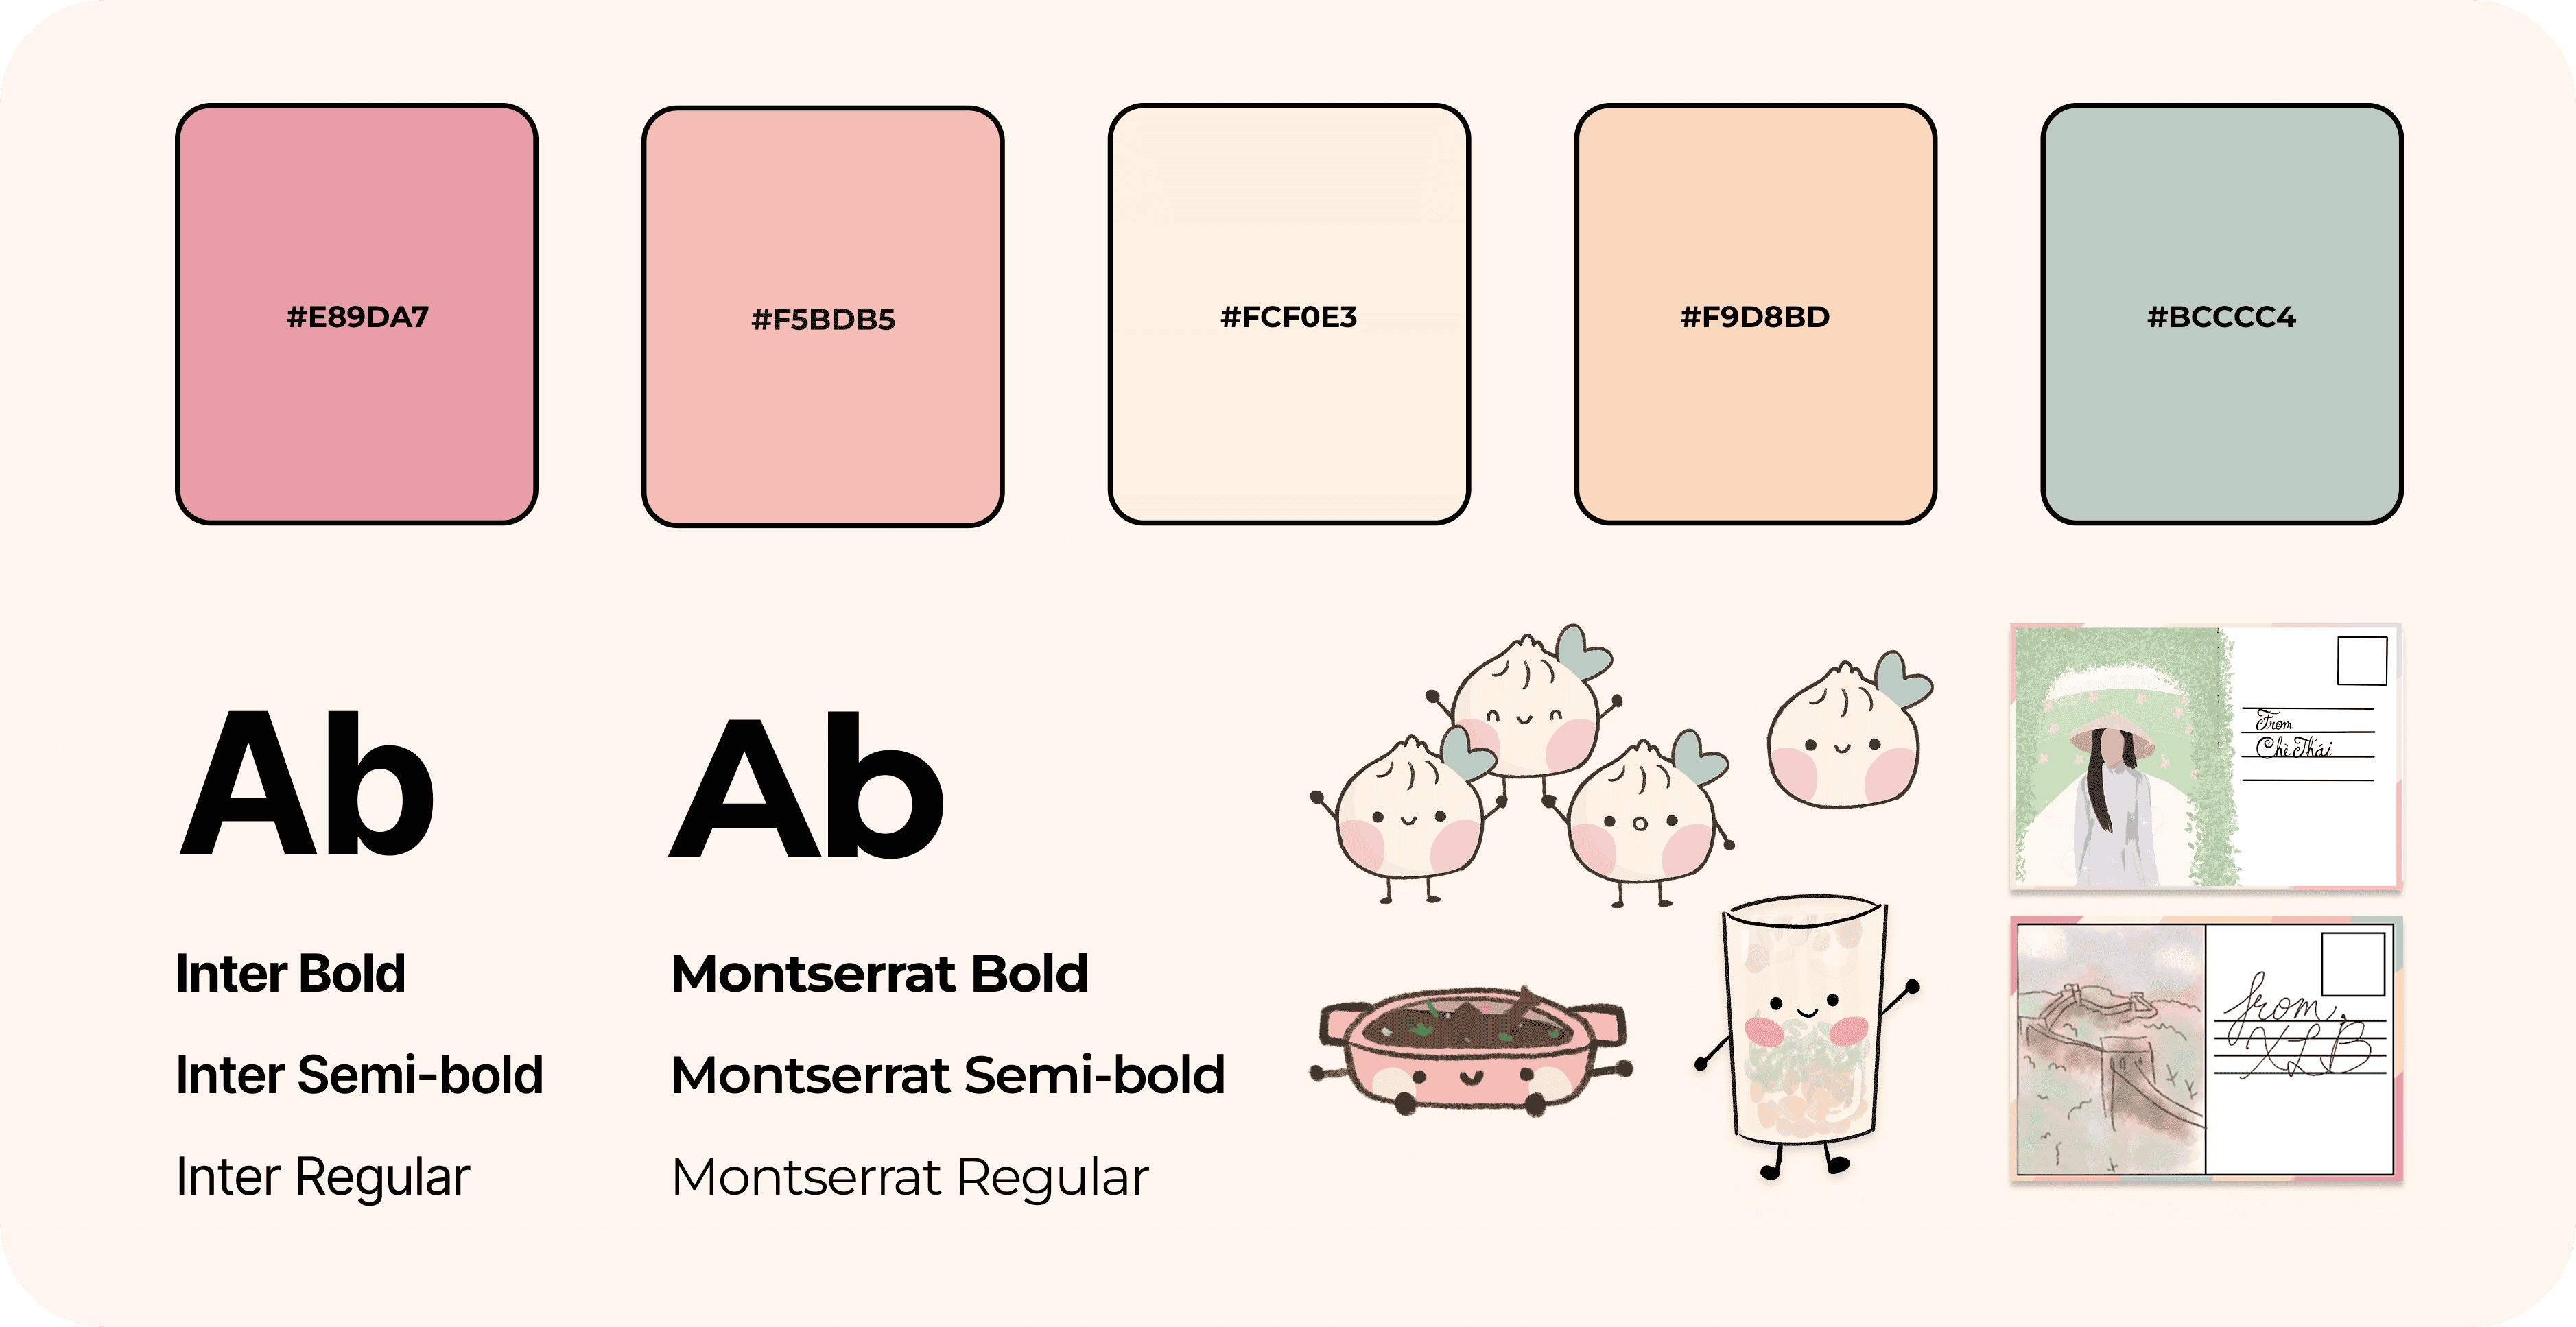 #E89DA7
#F5BDB5
#FCF0E3
#F9D8BD
#BCCCC4
Ab
Inter Bold
Inter Semi-bold
Inter Regular
Ab
Montserrat Bold
Montserrat Semi-bold
Montserrat Regular
From
Chè Thái
from,
XLB